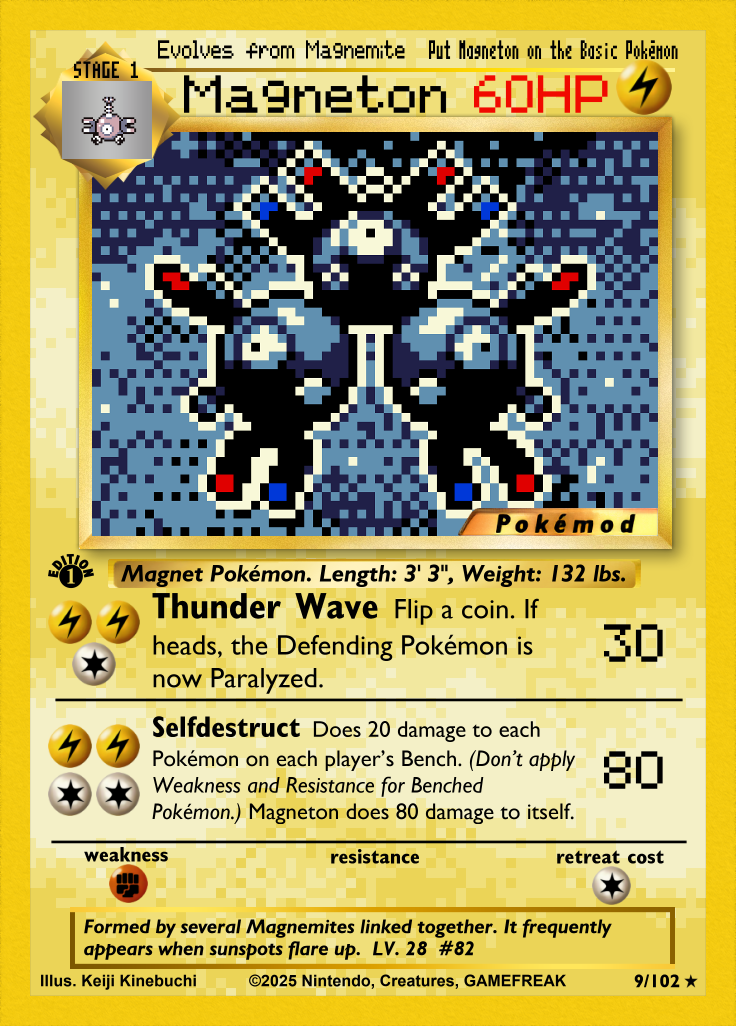 Evolves from Magnemite Put Magneton on the Basic Pokémon
STAGE 1
Magneton 60HP
Pokémod
EDITION
1
Magnet Pokémon. Length: 3' 3", Weight: 132 lbs.
Thunder Wave Flip a coin. If
heads, the Defending Pokémon is
now Paralyzed.
30
Selfdestruct Does 20 damage to each
Pokémon on each player's Bench. (Don't apply
Weakness and Resistance for Benched
Pokémon.) Magneton does 80 damage to itself.
80
weakness resistance retreat cost
Formed by several Magnemites linked together. It frequently
appears when sunspots flare up. LV. 28 #82
Illus. Keiji Kinebuchi ©2025 Nintendo, Creatures, GAMEFREAK 9/102 ★